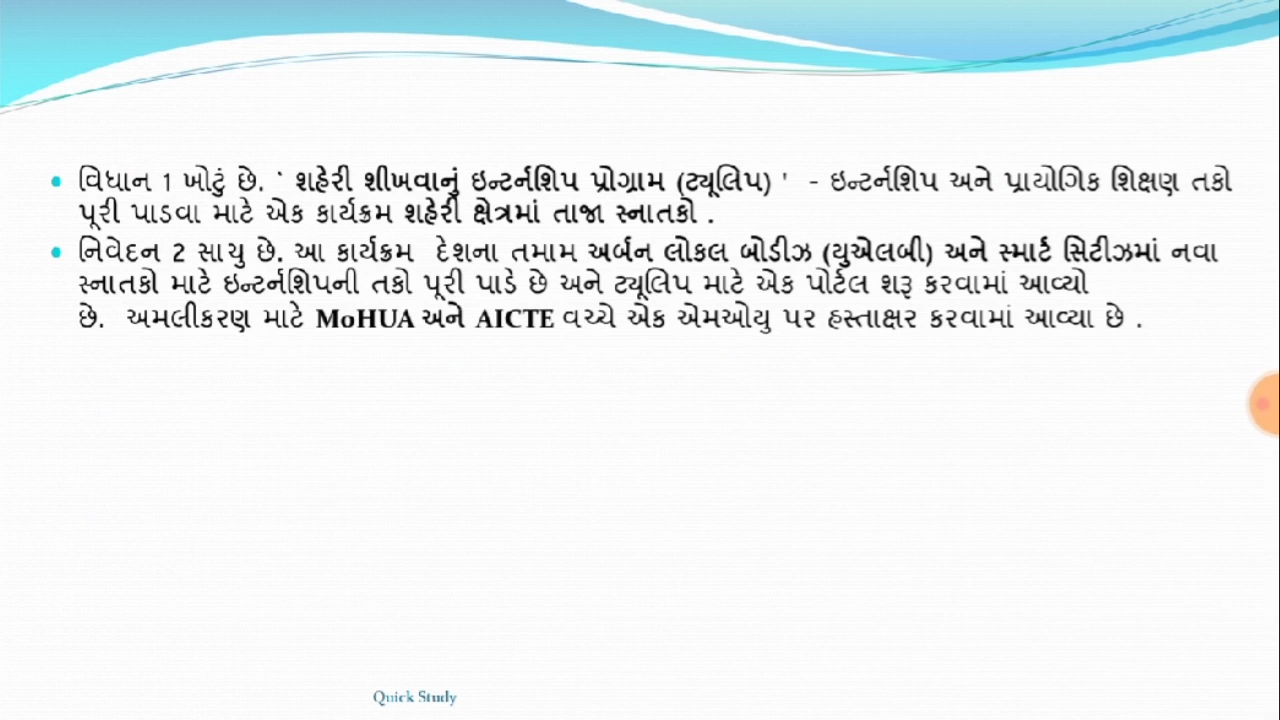 • વિધાન 1 ખોટું છે. ` શહેરી શીખવાનું ઇન્ટર્નશિપ પ્રોગ્રામ (ટ્યૂલિપ) ' - ઇન્ટર્નશિપ અને પ્રાયોગિક શિક્ષણ તકો
પૂરી પાડવા માટે એક કાર્યક્રમ શહેરી ક્ષેત્રમાં તાજા સ્નાતકો .
• નિવેદન 2 સાચુ છે. આ કાર્યક્રમ દેશના તમામ અર્બન લોકલ બોડીઝ (યુએલબી) અને સ્માર્ટ સિટીઝમાં નવા
સ્નાતકો માટે ઇન્ટર્નશિપની તકો પૂરી પાડે છે અને ટ્યૂલિપ માટે એક પોર્ટલ શરૂ કરવામાં આવ્યો
છે. અમલીકરણ માટે MoHUA અને AICTE વચ્ચે એક એમઓયુ પર હસ્તાક્ષર કરવામાં આવ્યા છે .
Quick Study